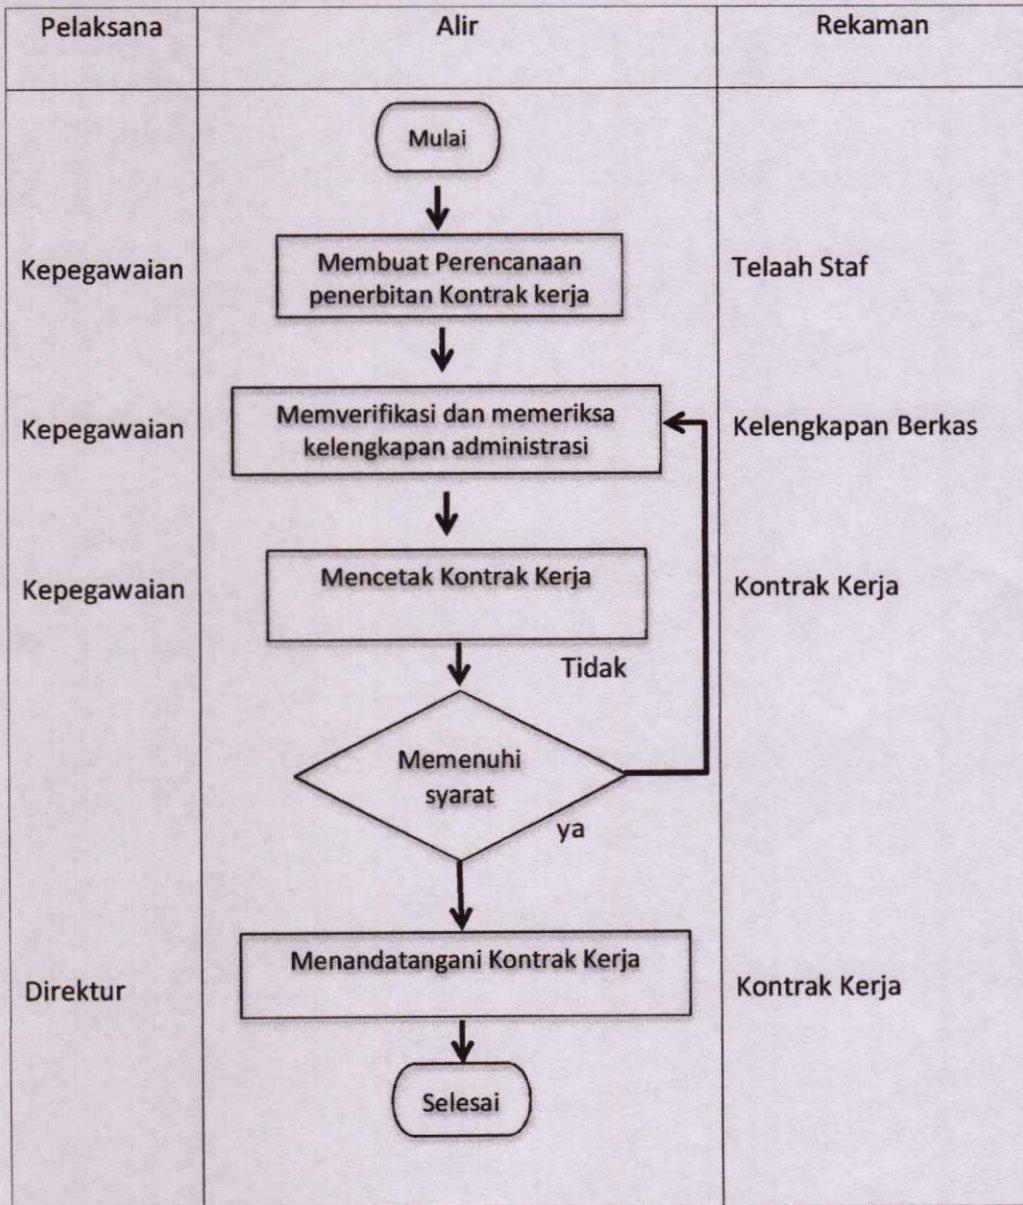 Pelaksana
Alir
Rekaman
Mulai
Kepegawaian
Membuat Perencanaan
penerbitan Kontrak kerja
Telaah Staf
Kepegawaian
Memverifikasi dan memeriksa
kelengkapan administrasi
Kelengkapan Berkas
Kepegawaian
Mencetak Kontrak Kerja
Kontrak Kerja
Tidak
Memenuhi
syarat
ya
Direktur
Menandatangani Kontrak Kerja
Kontrak Kerja
Selesai